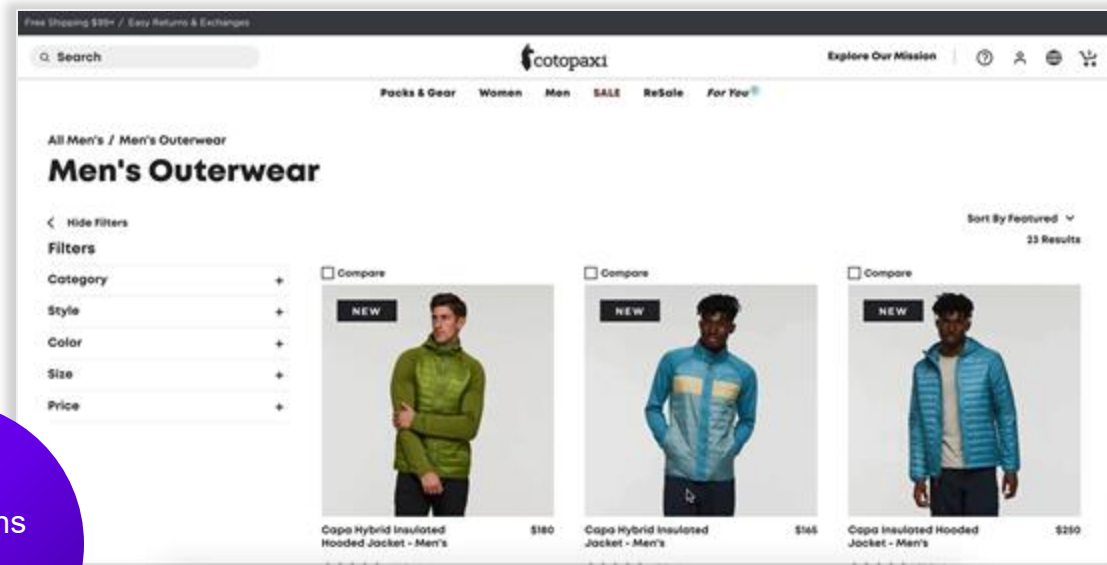 Free Shipping $99+ / Easy Returns & Exchanges
Search
cotopaxi
Explore Our Mission
Packs & Gear Women Men SALE ReSale For You
All Men's / Men's Outerwear
Men's Outerwear
Hide Filters
Sort By Featured
23 Results
Filters
Category +
Style +
Color +
Size +
Price +
Compare Compare Compare
NEW NEW NEW
Capa Hybrid Insulated $180 Capa Hybrid Insulated $165 Capa Insulated Hooded $250
Hooded Jacket - Men's Jacket - Men's Jacket - Men's
ns